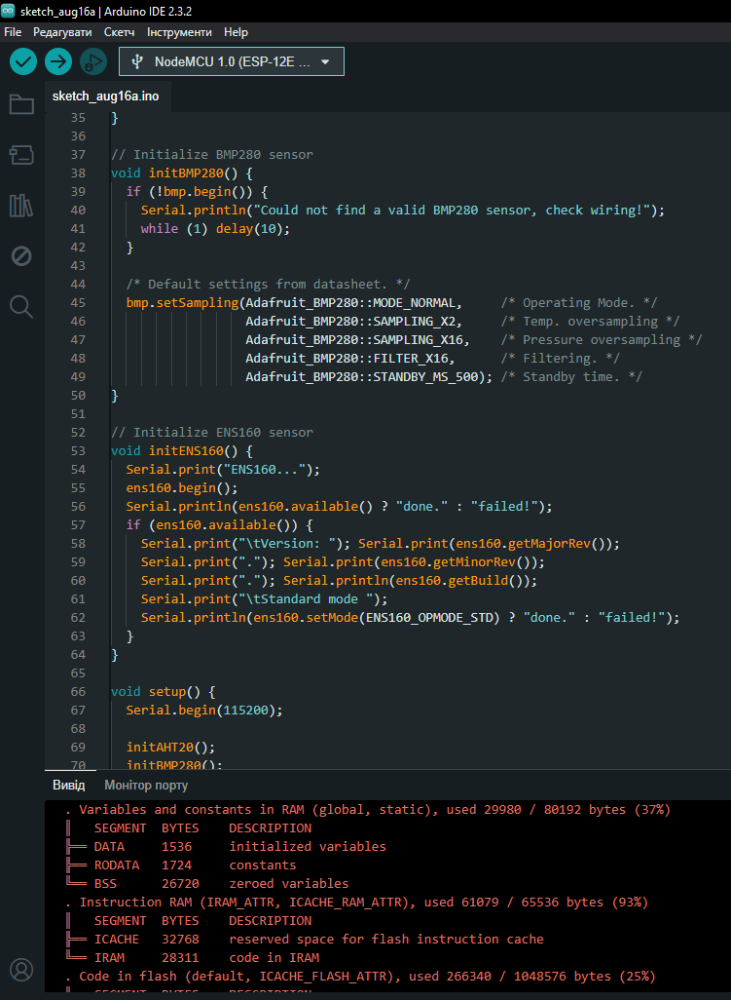 sketch_aug16a | Arduino IDE 2.3.2
File Редагувати Скетч Інструменти Help
NodeMCU 1.0 (ESP-12E ...
sketch_aug16a.ino
35 }
36
37 // Initialize BMP280 sensor
38 void initBMP280() {
39 if (!bmp.begin()) {
40 Serial.println("Could not find a valid BMP280 sensor, check wiring!");
41 while (1) delay(10);
42 }
43
44 /* Default settings from datasheet. */
45 bmp.setSampling(Adafruit_BMP280::MODE_NORMAL, /* Operating Mode. */
46 Adafruit_BMP280::SAMPLING_X2, /* Temp. oversampling */
47 Adafruit_BMP280::SAMPLING_X16, /* Pressure oversampling */
48 Adafruit_BMP280::FILTER_X16, /* Filtering. */
49 Adafruit_BMP280::STANDBY_MS_500); /* Standby time. */
50 }
51
52 // Initialize ENS160 sensor
53 void initENS160() {
54 Serial.print("ENS160...");
55 ens160.begin();
56 Serial.println(ens160.available() ? "done." : "failed!");
57 if (ens160.available()) {
58 Serial.print("\tVersion: "); Serial.print(ens160.getMajorRev());
59 Serial.print("."); Serial.print(ens160.getMinorRev());
60 Serial.print("."); Serial.println(ens160.getBuild());
61 Serial.print("\tStandard mode ");
62 Serial.println(ens160.setMode(ENS160_OPMODE_STD) ? "done." : "failed!");
63 }
64 }
65
66 void setup() {
67 Serial.begin(115200);
68
69 initAHT20();
70 initBMP280();
Вивід Монітор порту
. Variables and constants in RAM (global, static), used 29980 / 80192 bytes (37%)
║ SEGMENT BYTES DESCRIPTION
╠══ DATA 1536 initialized variables
╠══ RODATA 1724 constants
╚══ BSS 26720 zeroed variables
. Instruction RAM (IRAM_ATTR, ICACHE_RAM_ATTR), used 61079 / 65536 bytes (93%)
║ SEGMENT BYTES DESCRIPTION
╠══ ICACHE 32768 reserved space for flash instruction cache
╚══ IRAM 28311 code in IRAM
. Code in flash (default, ICACHE_FLASH_ATTR), used 266340 / 1048576 bytes (25%)
║ SEGMENT BYTES DESCRIPTION